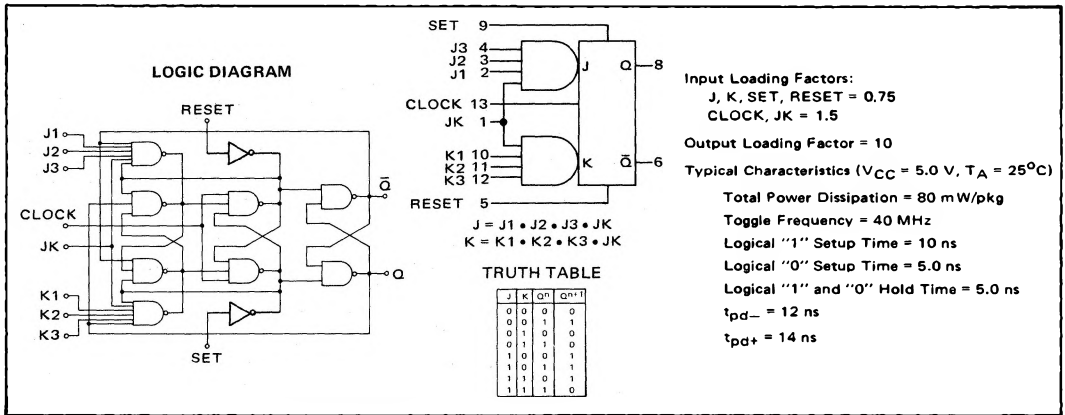 LOGIC DIAGRAM
RESET
J1
J2
J3
CLOCK
JK
K1
K2
K3
SET
Q̄
Q
SET 9
J3 4
J2 3
J1 2
CLOCK 13
JK 1
K1 10
K2 11
K3 12
RESET 5
J Q 8
K Q̄ 6
J = J1 • J2 • J3 • JK
K = K1 • K2 • K3 • JK
TRUTH TABLE
J K Qn Qn+1
0 0 0 0
0 0 1 1
0 1 0 0
0 1 1 0
1 0 0 1
1 0 1 1
1 1 0 1
1 1 1 0
Input Loading Factors:
J, K, SET, RESET = 0.75
CLOCK, JK = 1.5
Output Loading Factor = 10
Typical Characteristics (VCC = 5.0 V, TA = 25°C)
Total Power Dissipation = 80 mW/pkg
Toggle Frequency = 40 MHz
Logical "1" Setup Time = 10 ns
Logical "0" Setup Time = 5.0 ns
Logical "1" and "0" Hold Time = 5.0 ns
tpd− = 12 ns
tpd+ = 14 ns